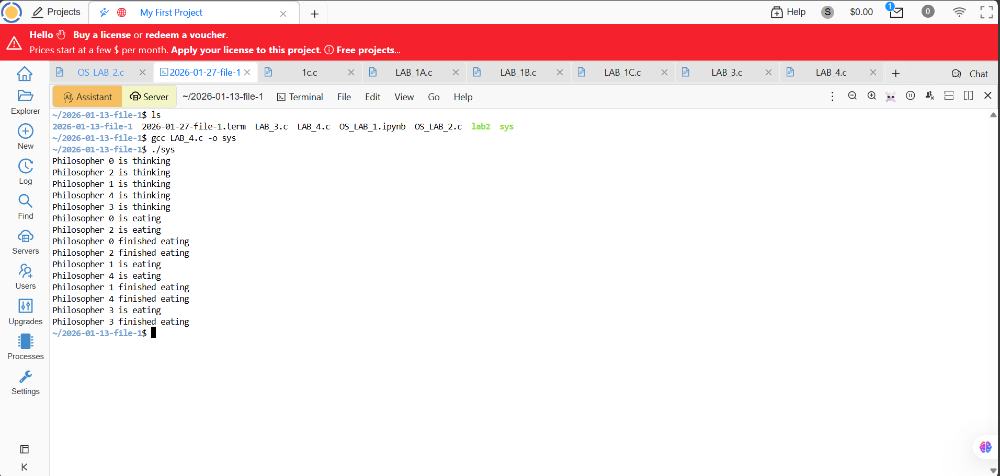 Projects
My First Project
Help
S
$0.00
1
0
Hello Buy a license or redeem a voucher.
Prices start at a few $ per month. Apply your license to this project. Free projects...
OS_LAB_2.c
2026-01-27-file-1
1c.c
LAB_1A.c
LAB_1B.c
LAB_1C.c
LAB_3.c
LAB_4.c
Chat
AI Assistant
Server
~/2026-01-13-file-1
Terminal
File
Edit
View
Go
Help
Explorer
New
Log
Find
Servers
Users
Upgrades
Processes
Settings
~/2026-01-13-file-1$ ls
2026-01-13-file-1  2026-01-27-file-1.term  LAB_3.c  LAB_4.c  OS_LAB_1.ipynb  OS_LAB_2.c  lab2  sys
~/2026-01-13-file-1$ gcc LAB_4.c -o sys
~/2026-01-13-file-1$ ./sys
Philosopher 0 is thinking
Philosopher 2 is thinking
Philosopher 1 is thinking
Philosopher 4 is thinking
Philosopher 3 is thinking
Philosopher 0 is eating
Philosopher 2 is eating
Philosopher 0 finished eating
Philosopher 2 finished eating
Philosopher 1 is eating
Philosopher 4 is eating
Philosopher 1 finished eating
Philosopher 4 finished eating
Philosopher 3 is eating
Philosopher 3 finished eating
~/2026-01-13-file-1$